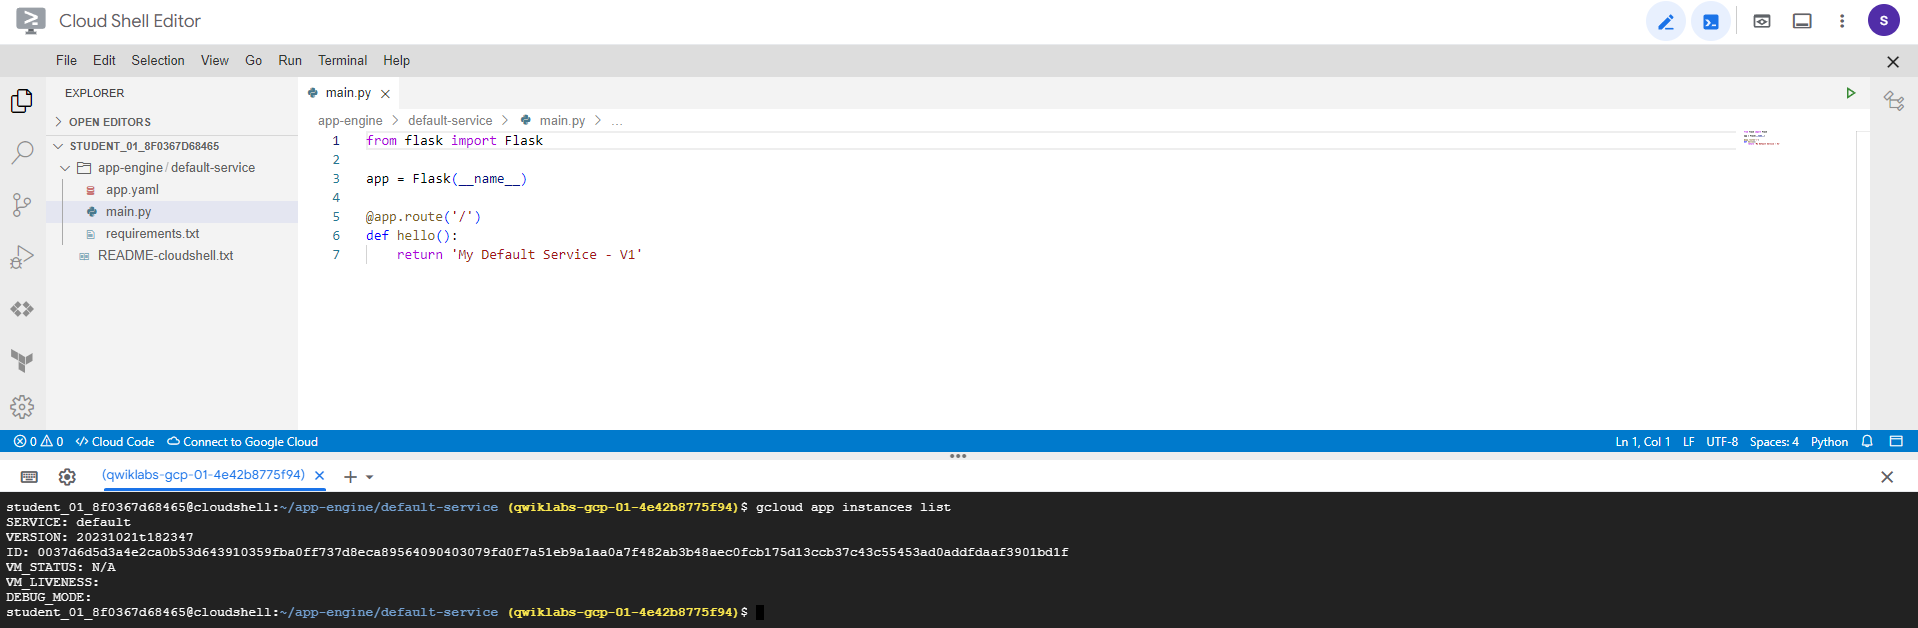 Cloud Shell Editor
S
File Edit Selection View Go Run Terminal Help
EXPLORER
main.py
OPEN EDITORS
app-engine > default-service > main.py > ...
STUDENT_01_8F0367D68465
app-engine / default-service
app.yaml
main.py
requirements.txt
README-cloudshell.txt
1 from flask import Flask
2
3 app = Flask(__name__)
4
5 @app.route('/')
6 def hello():
7 return 'My Default Service - V1'
0 0 Cloud Code Connect to Google Cloud Ln 1, Col 1 LF UTF-8 Spaces: 4 Python
(qwiklabs-gcp-01-4e42b8775f94)
student_01_8f0367d68465@cloudshell:~/app-engine/default-service (qwiklabs-gcp-01-4e42b8775f94)$ gcloud app instances list
SERVICE: default
VERSION: 20231021t182347
ID: 0037d6d5d3a4e2ca0b53d643910359fba0ff737d8eca89564090403079fd0f7a51eb9a1aa0a7f482ab3b48aec0fcb175d13ccb37c43c55453ad0addfdaaf3901bd1f
VM_STATUS: N/A
VM_LIVENESS:
DEBUG_MODE:
student_01_8f0367d68465@cloudshell:~/app-engine/default-service (qwiklabs-gcp-01-4e42b8775f94)$